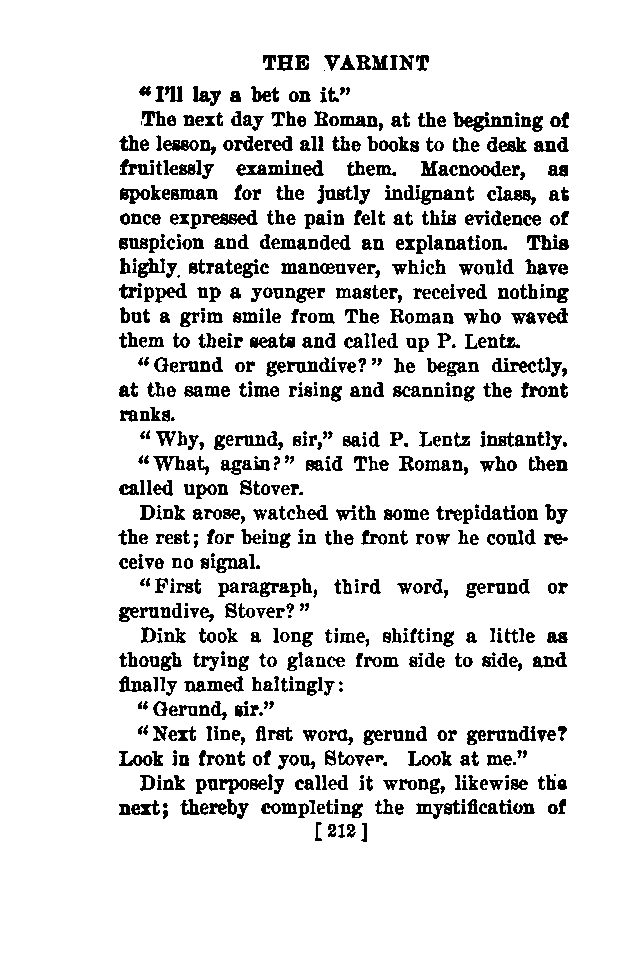 THE VARMINT
"I'll lay a bet on it."
The next day The Roman, at the beginning of
the lesson, ordered all the books to the desk and
fruitlessly examined them. Macnooder, as
spokesman for the justly indignant class, at
once expressed the pain felt at this evidence of
suspicion and demanded an explanation. This
highly strategic manœuver, which would have
tripped up a younger master, received nothing
but a grim smile from The Roman who waved
them to their seats and called up P. Lentz.
"Gerund or gerundive?" he began directly,
at the same time rising and scanning the front
ranks.
"Why, gerund, sir," said P. Lentz instantly.
"What, again?" said The Roman, who then
called upon Stover.
Dink arose, watched with some trepidation by
the rest; for being in the front row he could re-
ceive no signal.
"First paragraph, third word, gerund or
gerundive, Stover?"
Dink took a long time, shifting a little as
though trying to glance from side to side, and
finally named haltingly:
"Gerund, sir."
"Next line, first word, gerund or gerundive?
Look in front of you, Stover. Look at me."
Dink purposely called it wrong, likewise the
next; thereby completing the mystification of
[212]